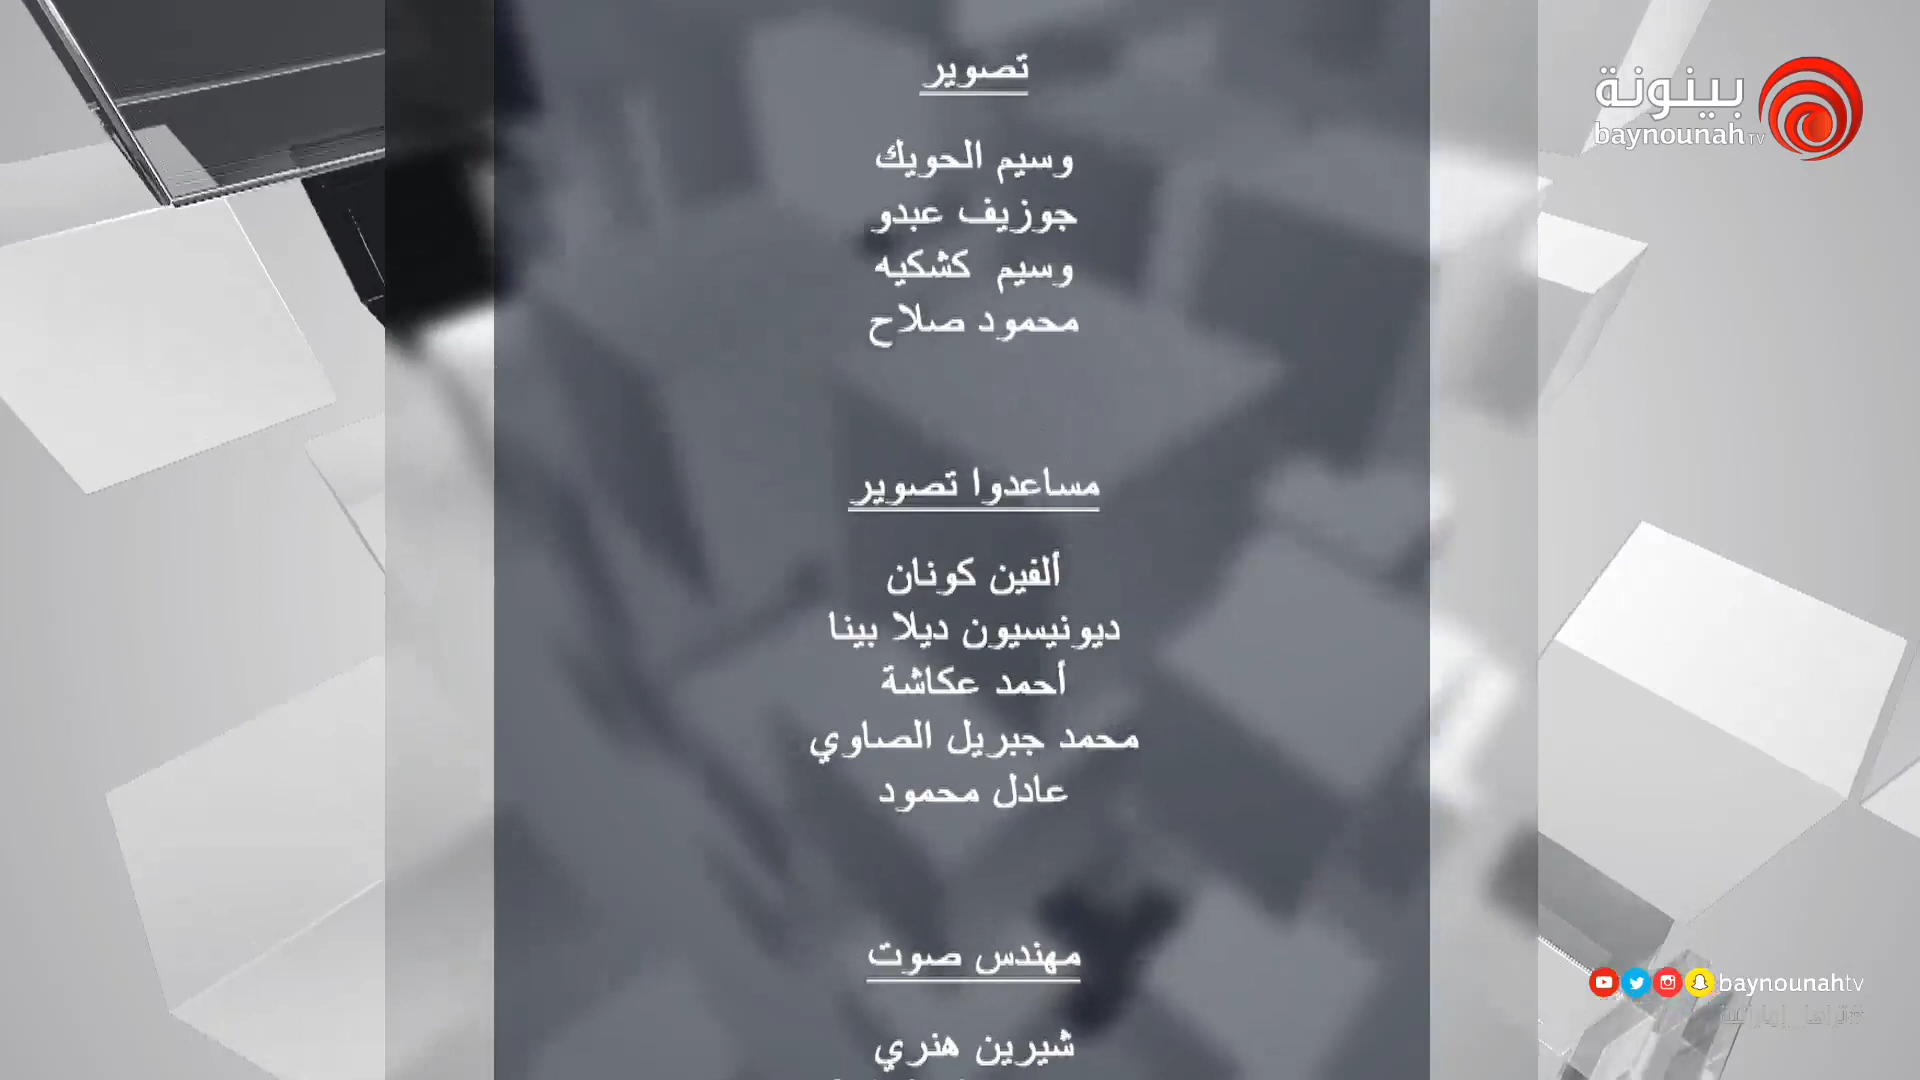 تصوير
وسيم الحويك
جوزيف عبدو
وسيم كشكيه
محمود صلاح
مساعدوا تصوير
ألفين كونان
ديونيسيون ديلا بينا
أحمد عكاشة
محمد جبريل الصاوي
عادل محمود
مهندس صوت
شيرين هنري
بينونة
baynounah TV
baynounahtv